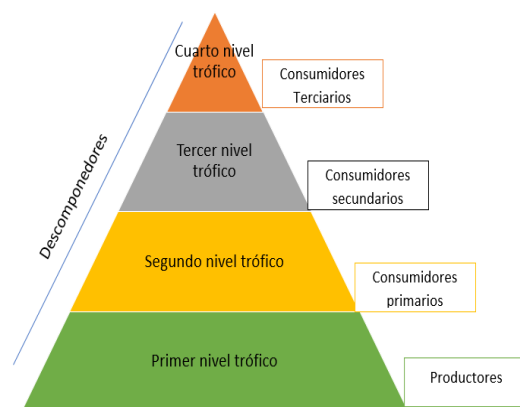 Cuarto nivel
trófico
Consumidores
Terciarios
Descomponedores
Tercer nivel
trófico
Consumidores
secundarios
Segundo nivel trófico
Consumidores
primarios
Primer nivel trófico
Productores